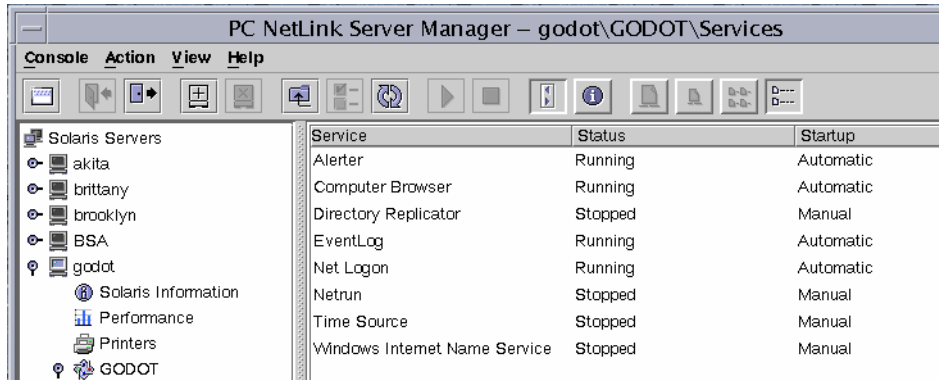 PC NetLink Server Manager – godot\GODOT\Services
Console Action View Help
Solaris Servers
akita
brittany
brooklyn
BSA
godot
Solaris Information
Performance
Printers
GODOT
Service Status Startup
Alerter Running Automatic
Computer Browser Running Automatic
Directory Replicator Stopped Manual
EventLog Running Automatic
Net Logon Running Automatic
Netrun Stopped Manual
Time Source Stopped Manual
Windows Internet Name Service Stopped Manual